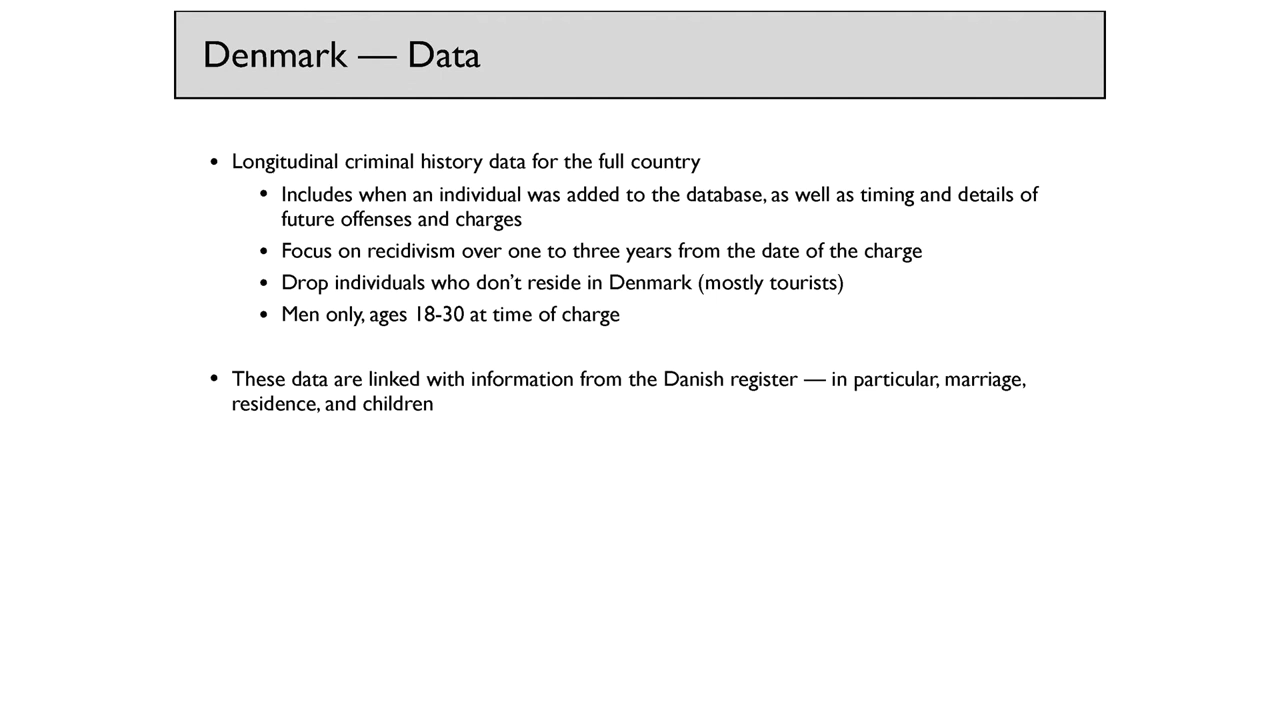 Denmark — Data
• Longitudinal criminal history data for the full country
• Includes when an individual was added to the database, as well as timing and details of
future offenses and charges
• Focus on recidivism over one to three years from the date of the charge
• Drop individuals who don’t reside in Denmark (mostly tourists)
• Men only, ages 18-30 at time of charge
• These data are linked with information from the Danish register — in particular, marriage,
residence, and children